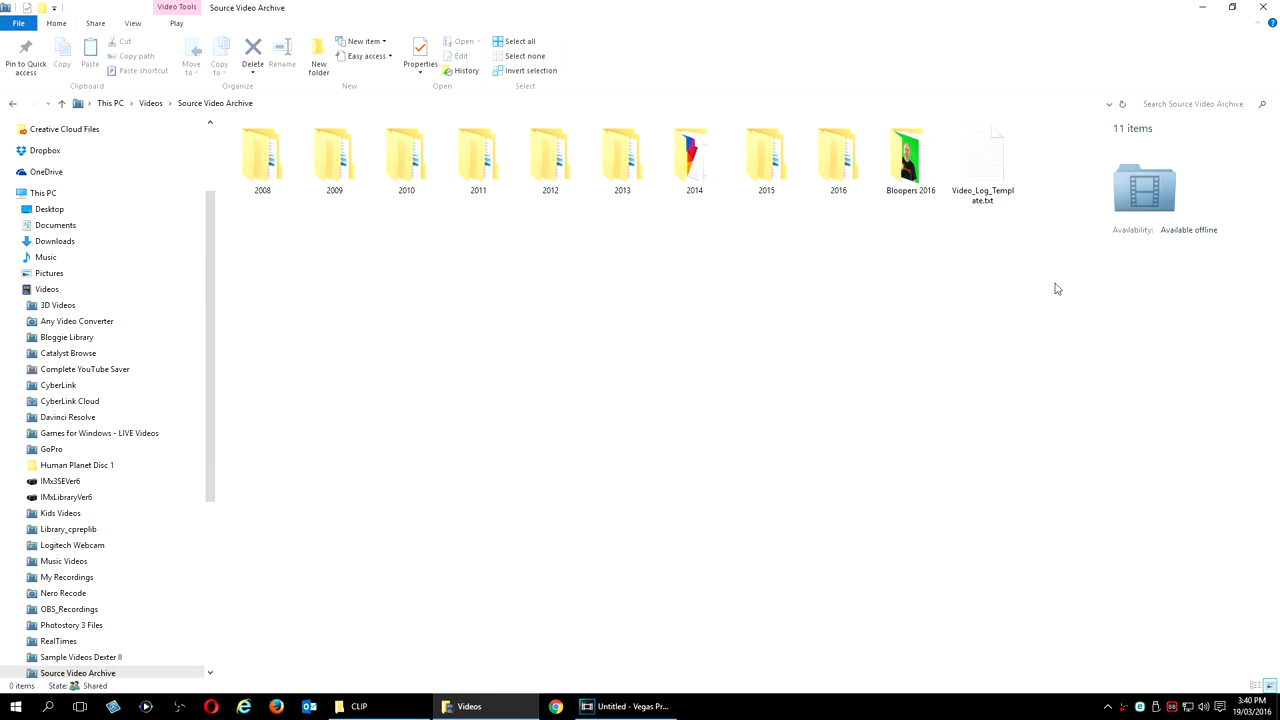 Video Tools Source Video Archive
File Home Share View Play
Pin to Quick access
Copy
Paste
Cut
Copy path
Paste shortcut
Clipboard
Move to
Copy to
Delete
Rename
Organize
New folder
New item
Easy access
New
Properties
Open
Edit
History
Open
Select all
Select none
Invert selection
Select
This PC Videos Source Video Archive
Search Source Video Archive
Creative Cloud Files
Dropbox
OneDrive
This PC
Desktop
Documents
Downloads
Music
Pictures
Videos
3D Videos
Any Video Converter
Bloggie Library
Catalyst Browse
Complete YouTube Saver
CyberLink
CyberLink Cloud
Davinci Resolve
Games for Windows - LIVE Videos
GoPro
Human Planet Disc 1
IMx3SEVer6
IMxLibraryVer6
Kids Videos
Library_cpreplib
Logitech Webcam
Music Videos
My Recordings
Nero Recode
OBS_Recordings
Photostory 3 Files
RealTimes
Sample Videos Dexter II
Source Video Archive
2008
2009
2010
2011
2012
2013
2014
2015
2016
Bloopers 2016
Video_Log_Templ
ate.txt
11 items
Availability: Available offline
0 items State: Shared
CLIP
Videos
Untitled - Vegas Pr...
3:40 PM
19/03/2016